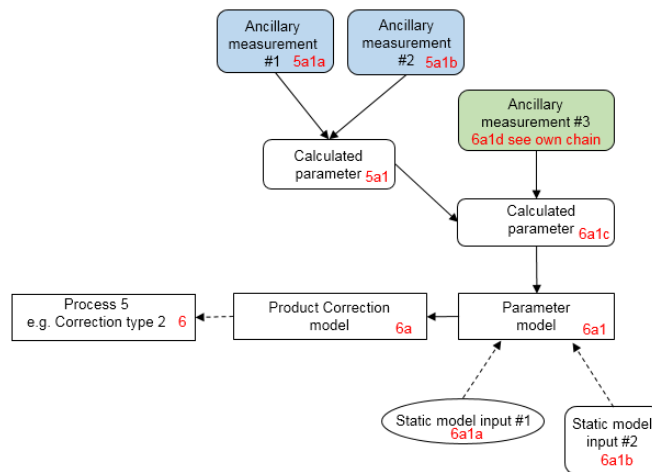 Ancillary
measurement
#1 5a1a
Ancillary
measurement
#2 5a1b
Ancillary
measurement #3
6a1d see own chain
Calculated
parameter 5a1
Calculated
parameter
6a1c
Process 5
e.g. Correction type 2 6
Product Correction
model 6a
Parameter
model
6a1
Static model input #1
6a1a
Static model
input #2
6a1b